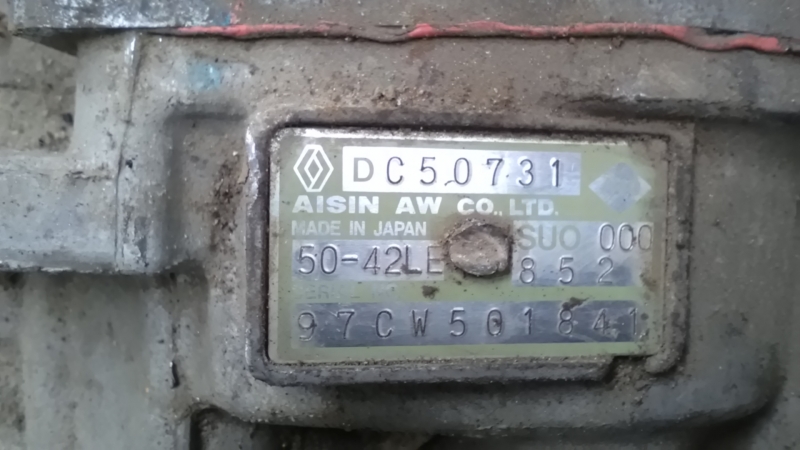 DC50731
AISIN AW CO., LTD.
MADE IN JAPAN SUO 000
50-42LE 852
97CW501841